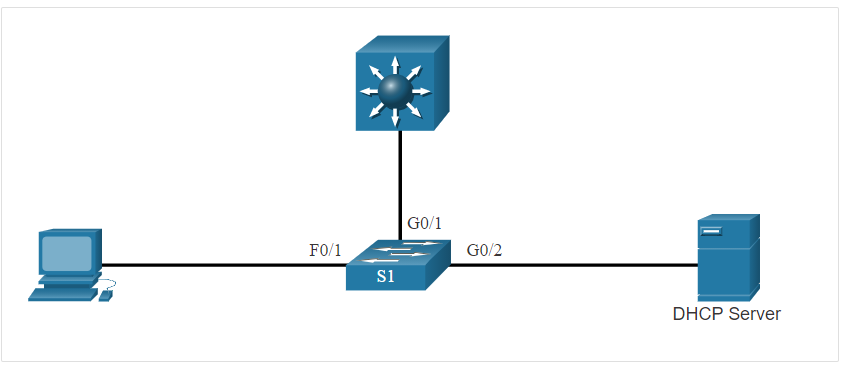 G0/1
F0/1
G0/2
S1
DHCP Server